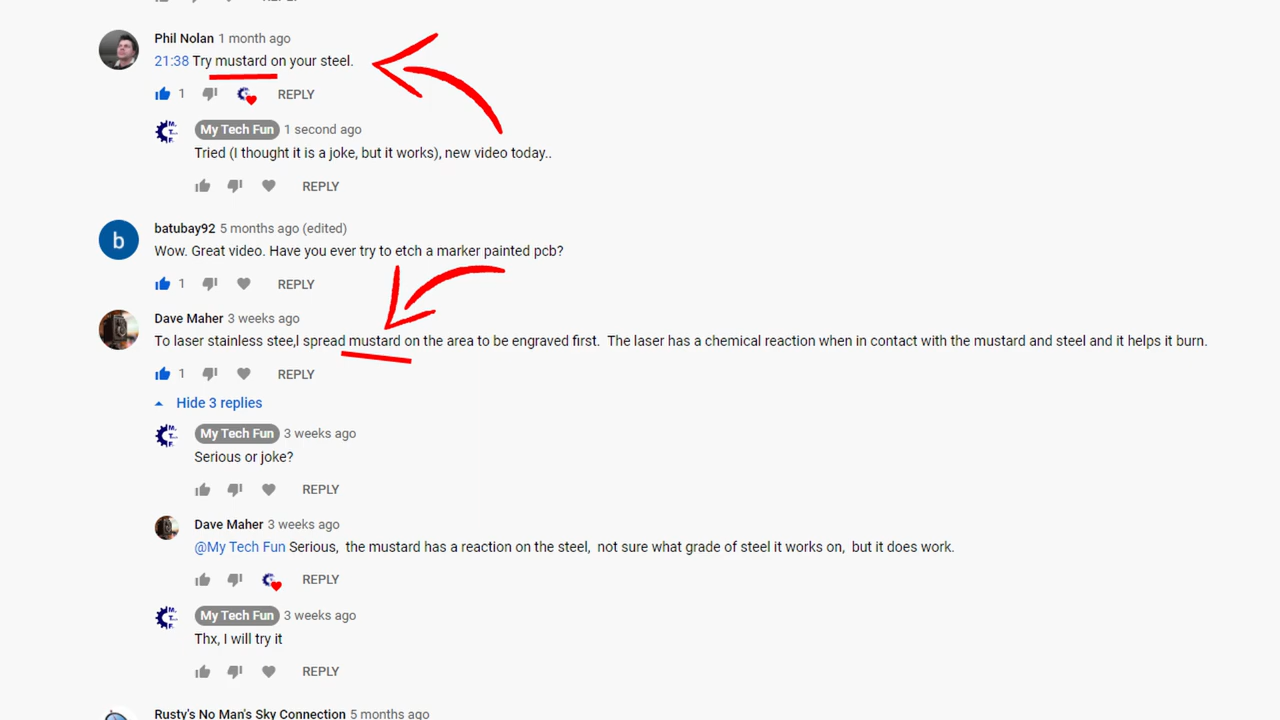 REPLY
Phil Nolan 1 month ago
21:38 Try mustard on your steel.
1 REPLY
My Tech Fun 1 second ago
Tried (I thought it is a joke, but it works), new video today..
REPLY
batubay92 5 months ago (edited)
b
Wow. Great video. Have you ever try to etch a marker painted pcb?
1 REPLY
Dave Maher 3 weeks ago
To laser stainless stee,I spread mustard on the area to be engraved first. The laser has a chemical reaction when in contact with the mustard and steel and it helps it burn.
1 REPLY
Hide 3 replies
My Tech Fun 3 weeks ago
Serious or joke?
REPLY
Dave Maher 3 weeks ago
@My Tech Fun Serious, the mustard has a reaction on the steel, not sure what grade of steel it works on, but it does work.
REPLY
My Tech Fun 3 weeks ago
Thx, I will try it
REPLY
Rusty's No Man's Sky Connection 5 months ago